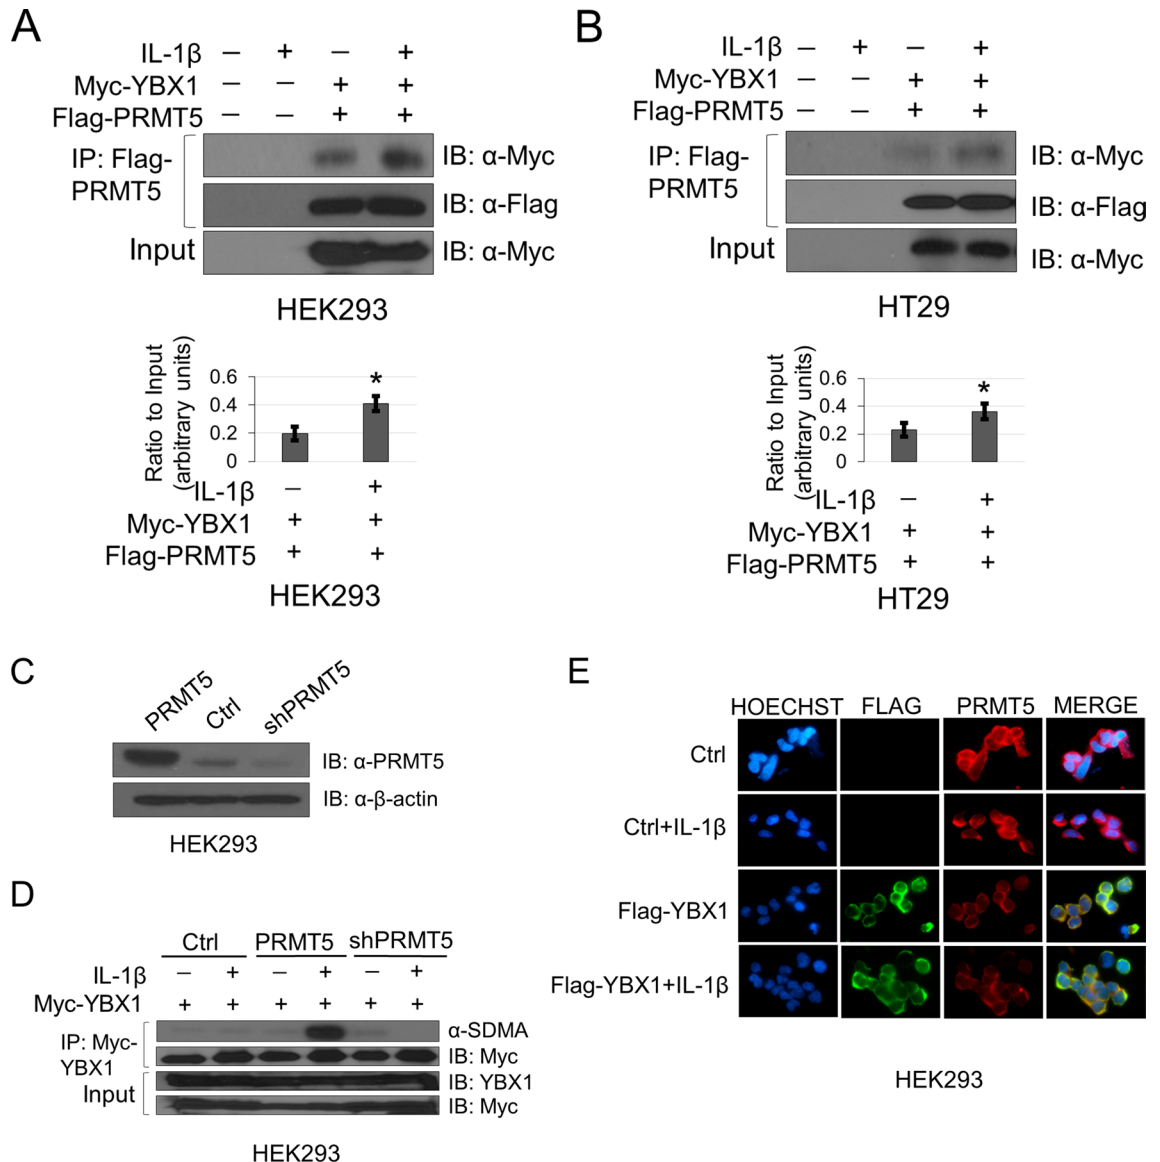 A
IL-1β – + – +
Myc-YBX1 – – + +
Flag-PRMT5 – – + +
IP: Flag-
PRMT5
IB: α-Myc
IB: α-Flag
Input
IB: α-Myc
HEK293
Ratio to Input
(arbitrary units)
0.6
0.4
0.2
0
*
IL-1β – +
Myc-YBX1 + +
Flag-PRMT5 + +
HEK293
B
IL-1β – + – +
Myc-YBX1 – – + +
Flag-PRMT5 – – + +
IP: Flag-
PRMT5
IB: α-Myc
IB: α-Flag
Input
IB: α-Myc
HT29
Ratio to Input
(arbitrary units)
0.6
0.4
0.2
0
*
IL-1β – +
Myc-YBX1 + +
Flag-PRMT5 + +
HT29
C
PRMT5 Ctrl shPRMT5
IB: α-PRMT5
IB: α-β-actin
HEK293
D
Ctrl PRMT5 shPRMT5
IL-1β – + – + – +
Myc-YBX1 + + + + + +
IP: Myc-
YBX1
α-SDMA
IB: Myc
Input
IB: YBX1
IB: Myc
HEK293
E
HOECHST FLAG PRMT5 MERGE
Ctrl
Ctrl+IL-1β
Flag-YBX1
Flag-YBX1+IL-1β
HEK293